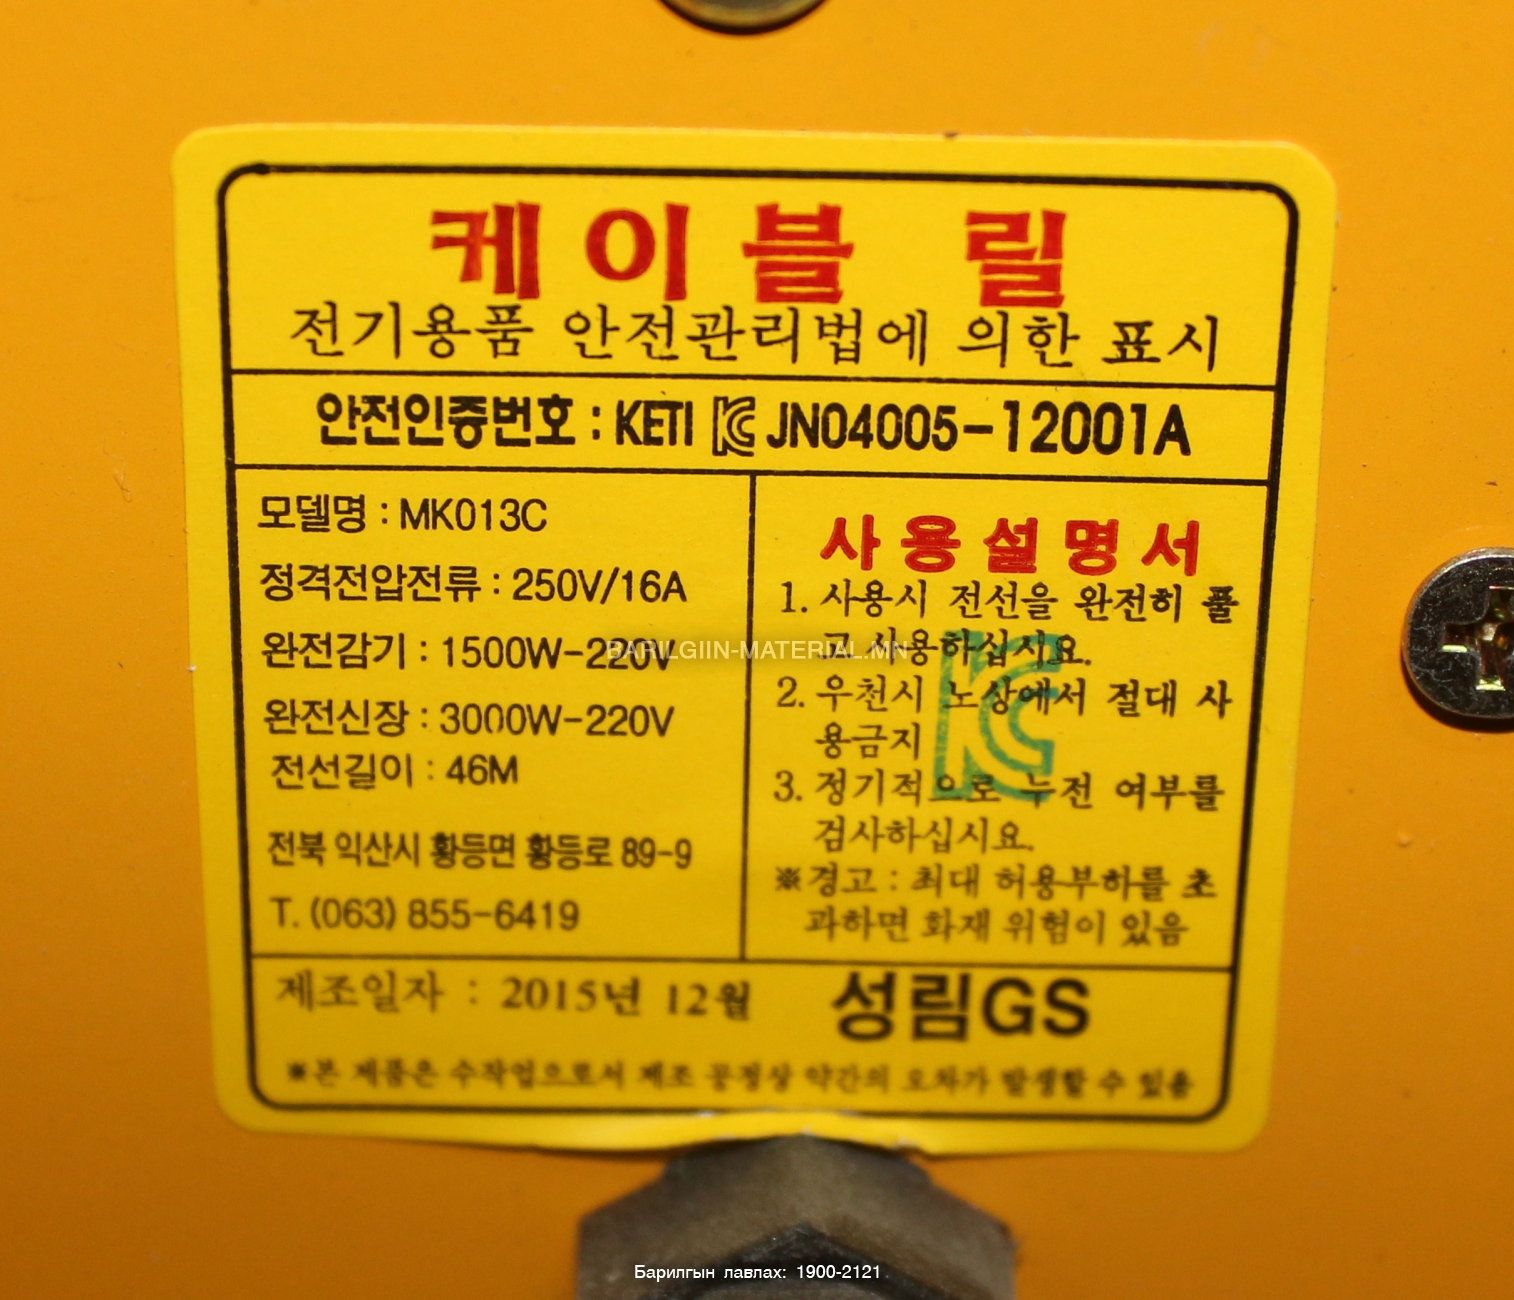 케이블 릴
전기용품 안전관리법에 의한 표시
안전인증번호 : KETI KC JN04005-12001A
모델명 : MK013C
정격전압전류 : 250V/16A
완전감기 : 1500W-220V
완전신장 : 3000W-220V
전선길이 : 46M
전북 익산시 황등면 황등로 89-9
T. (063) 855-6419
사용설명서
1. 사용시 전선을 완전히 풀
고 사용하십시요.
2. 우천시 노상에서 절대 사
용금지
3. 정기적으로 누전 여부를
검사하십시요.
※경고 : 최대 허용부하를 초
과하면 화재 위험이 있음
KC
BARILGIIN-MATERIAL.MN
제조일자 : 2015년 12월
성림GS
※본 제품은 수작업으로서 제조 공정상 약간의 오차가 발생할 수 있음
Барилгын лавлах: 1900-2121